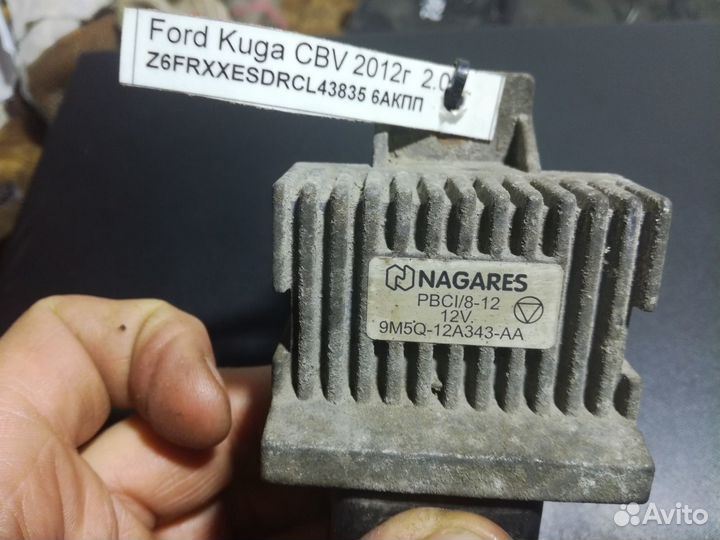 Ford Kuga CBV 2012г 2.0
Z6FRXXESDRCL43835 6АКПП
NAGARES
PBCI/8-12
12V.
9M5Q-12A343-AA
Avito